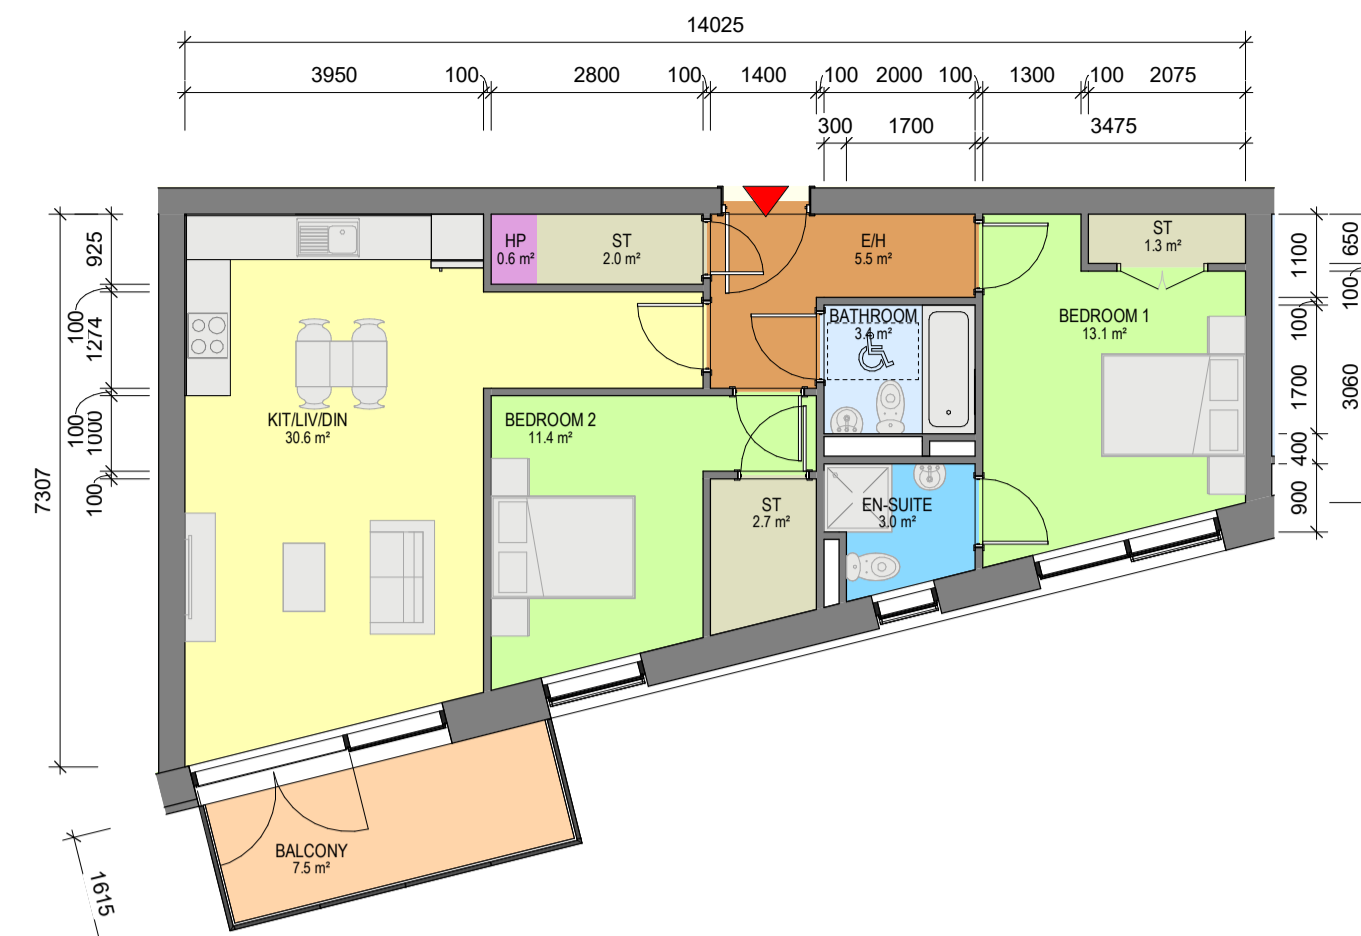 14025
3950
100
2800
100
1400
100
2000
100
1300
100
2075
300
1700
3475
HP
0.6 m²
ST
2.0 m²
E/H
5.5 m²
ST
1.3 m²
BATHROOM
3.4 m²
BEDROOM 1
13.1 m²
KIT/LIV/DIN
30.6 m²
BEDROOM 2
11.4 m²
ST
2.7 m²
EN-SUITE
3.0 m²
BALCONY
7.5 m²
925
100
1274
100
1000
100
7307
1615
1100
100
1700
400
900
650
100
3060